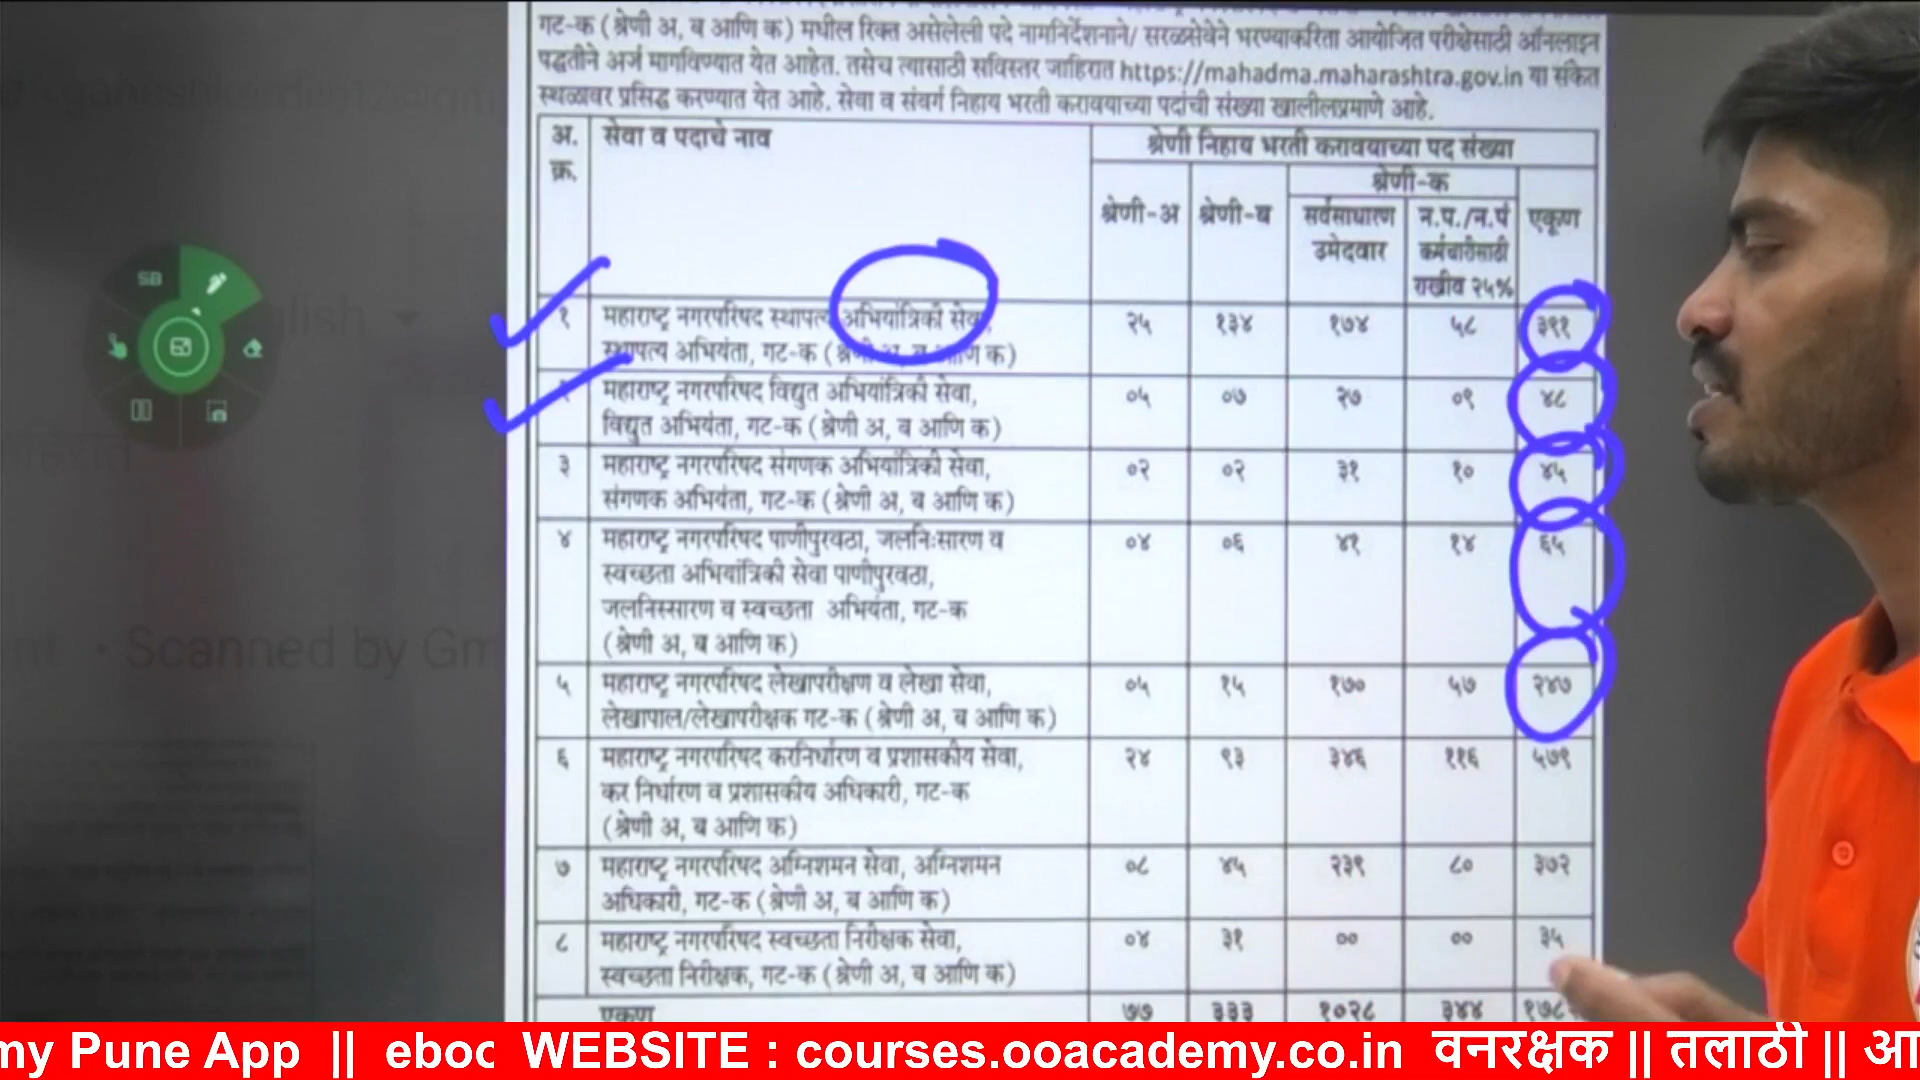 गट-क (श्रेणी अ, ब आणि क) मधील रिक्त असेलेली पदे नामनिर्देशनाने/ सरळसेवेने भरण्याकरिता आयोजित परीक्षेसाठी ऑनलाइन
पद्धतीने अर्ज मागविण्यात येत आहेत. तसेच त्यासाठी सविस्तर जाहिरात https://mahadma.maharashtra.gov.in या संकेत
स्थळावर प्रसिद्ध करण्यात येत आहे. सेवा व संवर्ग निहाय भरती करावयाच्या पदांची संख्या खालीलप्रमाणे आहे.
अ. क्र. सेवा व पदाचे नाव श्रेणी निहाय भरती करावयाच्या पद संख्या
श्रेणी-अ श्रेणी-ब श्रेणी-क एकूण
सर्वसाधारण उमेदवार न.प./न.पं कर्मचारीसाठी राखीव २५%
१ महाराष्ट्र नगरपरिषद स्थापत्य अभियांत्रिकी सेवा, २५ १३४ १७४ ५८ ३९१
स्थापत्य अभियंता, गट-क (श्रेणी अ, ब आणि क)
२ महाराष्ट्र नगरपरिषद विद्युत अभियांत्रिकी सेवा, ०५ ०७ २७ ०९ ४८
विद्युत अभियंता, गट-क (श्रेणी अ, ब आणि क)
३ महाराष्ट्र नगरपरिषद संगणक अभियांत्रिकी सेवा, ०२ ०२ ३१ १० ४५
संगणक अभियंता, गट-क (श्रेणी अ, ब आणि क)
४ महाराष्ट्र नगरपरिषद पाणीपुरवठा, जलनिःसारण व ०४ ०६ ४१ १४ ६५
स्वच्छता अभियांत्रिकी सेवा पाणीपुरवठा,
जलनिस्सारण व स्वच्छता अभियंता, गट-क
(श्रेणी अ, ब आणि क)
५ महाराष्ट्र नगरपरिषद लेखापरीक्षण व लेखा सेवा, ०५ १५ १७० ५७ २४७
लेखापाल/लेखापरीक्षक गट-क (श्रेणी अ, ब आणि क)
६ महाराष्ट्र नगरपरिषद करनिर्धारण व प्रशासकीय सेवा, २४ ९३ ३४६ ११६ ५७९
कर निर्धारण व प्रशासकीय अधिकारी, गट-क
(श्रेणी अ, ब आणि क)
७ महाराष्ट्र नगरपरिषद अग्निशमन सेवा, अग्निशमन ०८ ४५ २३९ ८० ३७२
अधिकारी, गट-क (श्रेणी अ, ब आणि क)
८ महाराष्ट्र नगरपरिषद स्वच्छता निरीक्षक सेवा, ०४ ३१ ०० ०० ३५
स्वच्छता निरीक्षक, गट-क (श्रेणी अ, ब आणि क)
एकूण ७७ ३३३ १०२८ ३४४
SB
Scanned by Gm
my Pune App || eboo WEBSITE : courses.ooacademy.co.in वनरक्षक || तलाठी || आ